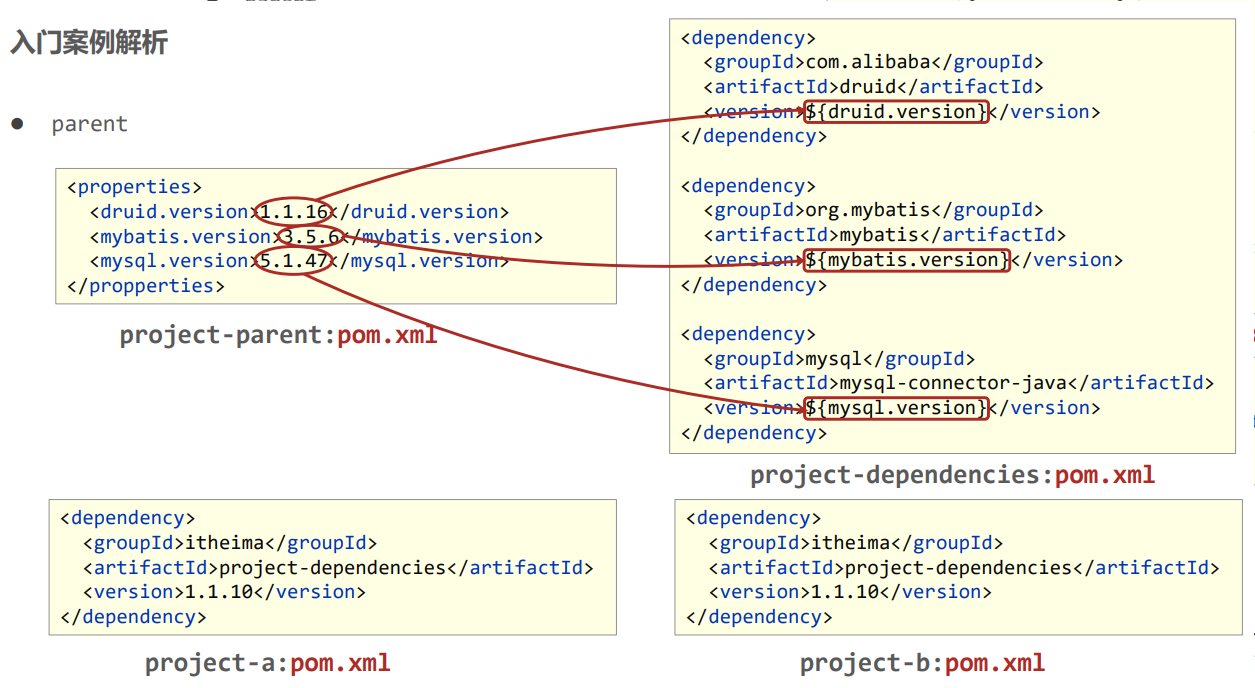 入门案例解析
● parent
<properties>
<druid.version>1.1.16</druid.version>
<mybatis.version>3.5.6</mybatis.version>
<mysql.version>5.1.47</mysql.version>
</propperties>
project-parent:pom.xml
<dependency>
<groupId>com.alibaba</groupId>
<artifactId>druid</artifactId>
<version>${druid.version}</version>
</dependency>
<dependency>
<groupId>org.mybatis</groupId>
<artifactId>mybatis</artifactId>
<version>${mybatis.version}</version>
</dependency>
<dependency>
<groupId>mysql</groupId>
<artifactId>mysql-connector-java</artifactId>
<version>${mysql.version}</version>
</dependency>
project-dependencies:pom.xml
<dependency>
<groupId>itheima</groupId>
<artifactId>project-dependencies</artifactId>
<version>1.1.10</version>
</dependency>
project-a:pom.xml
<dependency>
<groupId>itheima</groupId>
<artifactId>project-dependencies</artifactId>
<version>1.1.10</version>
</dependency>
project-b:pom.xml